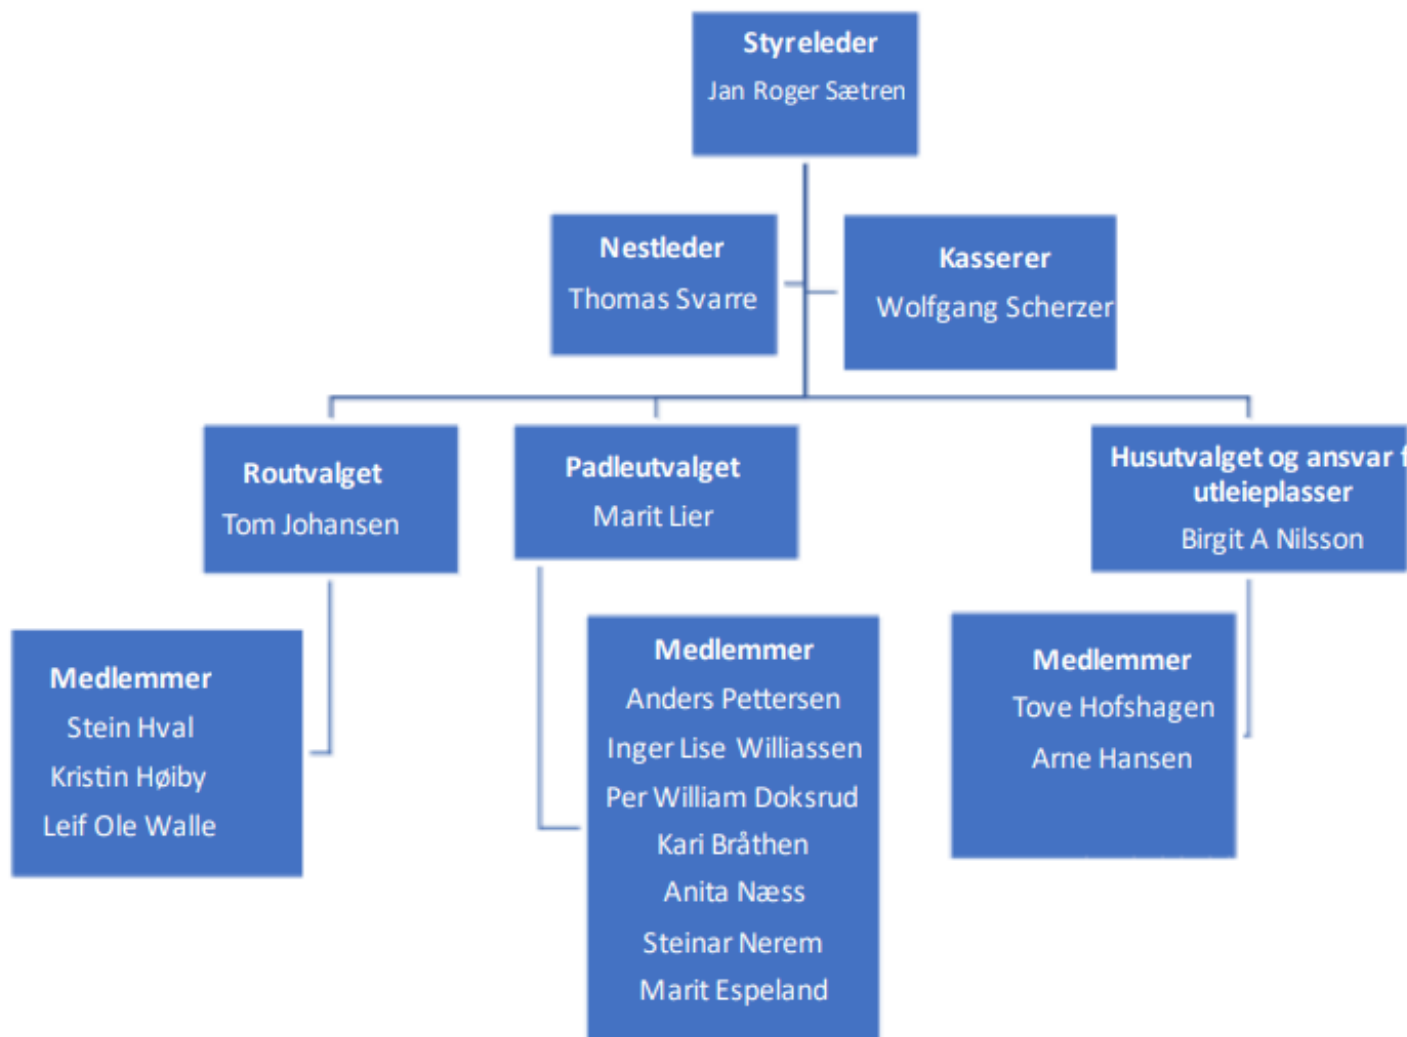 Styreleder
Jan Roger Sætren
Nestleder
Thomas Svarre
Kasserer
Wolfgang Scherzer
Routvalget
Tom Johansen
Padleutvalget
Marit Lier
Husutvalget og ansvar f
utleieplasser
Birgit A Nilsson
Medlemmer
Stein Hval
Kristin Høiby
Leif Ole Walle
Medlemmer
Anders Pettersen
Inger Lise Williassen
Per William Doksrud
Kari Bråthen
Anita Næss
Steinar Nerem
Marit Espeland
Medlemmer
Tove Hofshagen
Arne Hansen